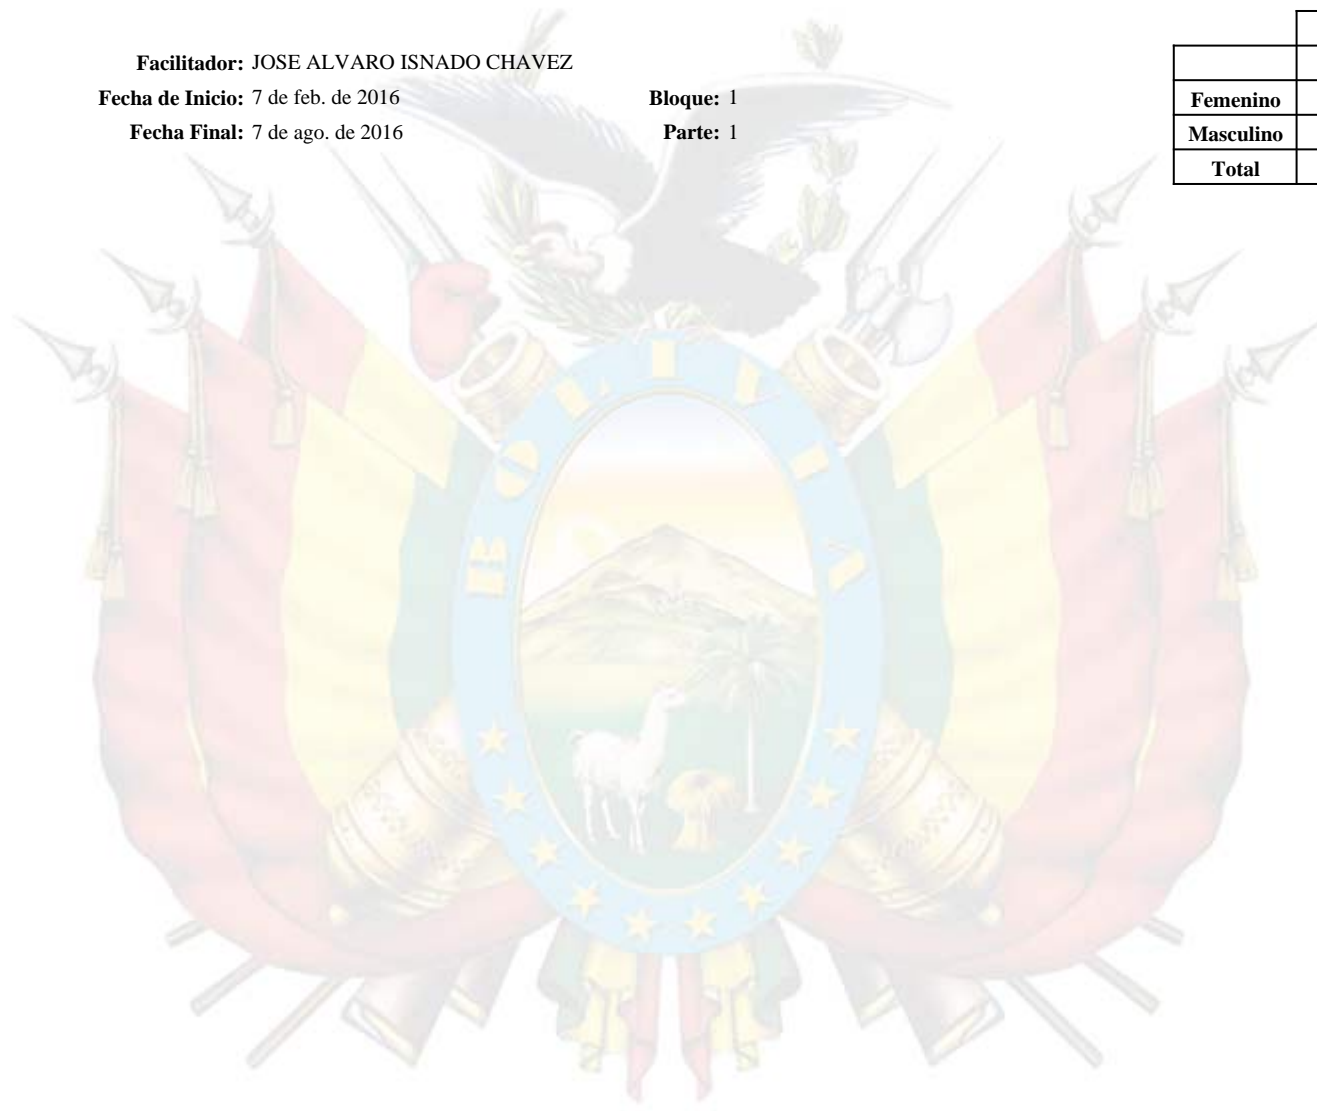 Facilitador: JOSE ALVARO ISNADO CHAVEZ
Fecha de Inicio: 7 de feb. de 2016 Bloque: 1
Fecha Final: 7 de ago. de 2016 Parte: 1
Femenino
Masculino
Total
BOLIVIA